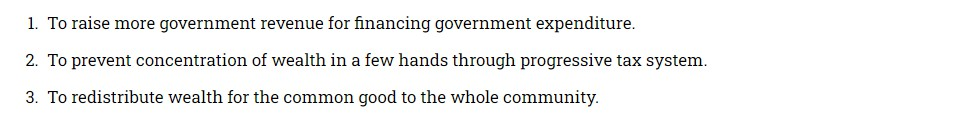 1. To raise more government revenue for financing government expenditure.
2. To prevent concentration of wealth in a few hands through progressive tax system.
3. To redistribute wealth for the common good to the whole community.